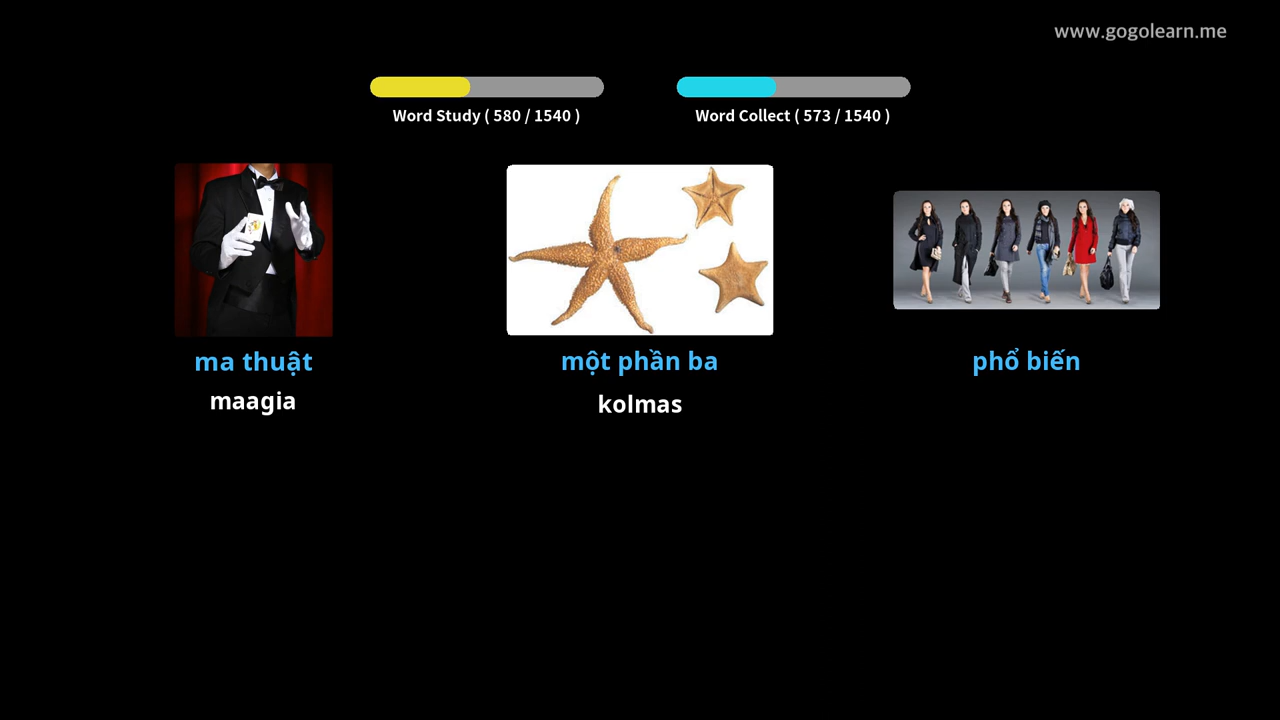 www.gogolearn.me
Word Study ( 580 / 1540 )
Word Collect ( 573 / 1540 )
ma thuật
một phần ba
phổ biến
maagia
kolmas